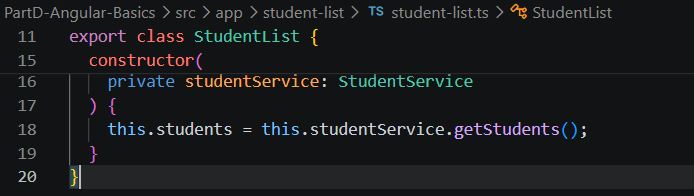 PartD-Angular-Basics > src > app > student-list > TS student-list.ts > StudentList
11 export class StudentList {
15 constructor(
16 private studentService: StudentService
17 ) {
18 this.students = this.studentService.getStudents();
19 }
20 }